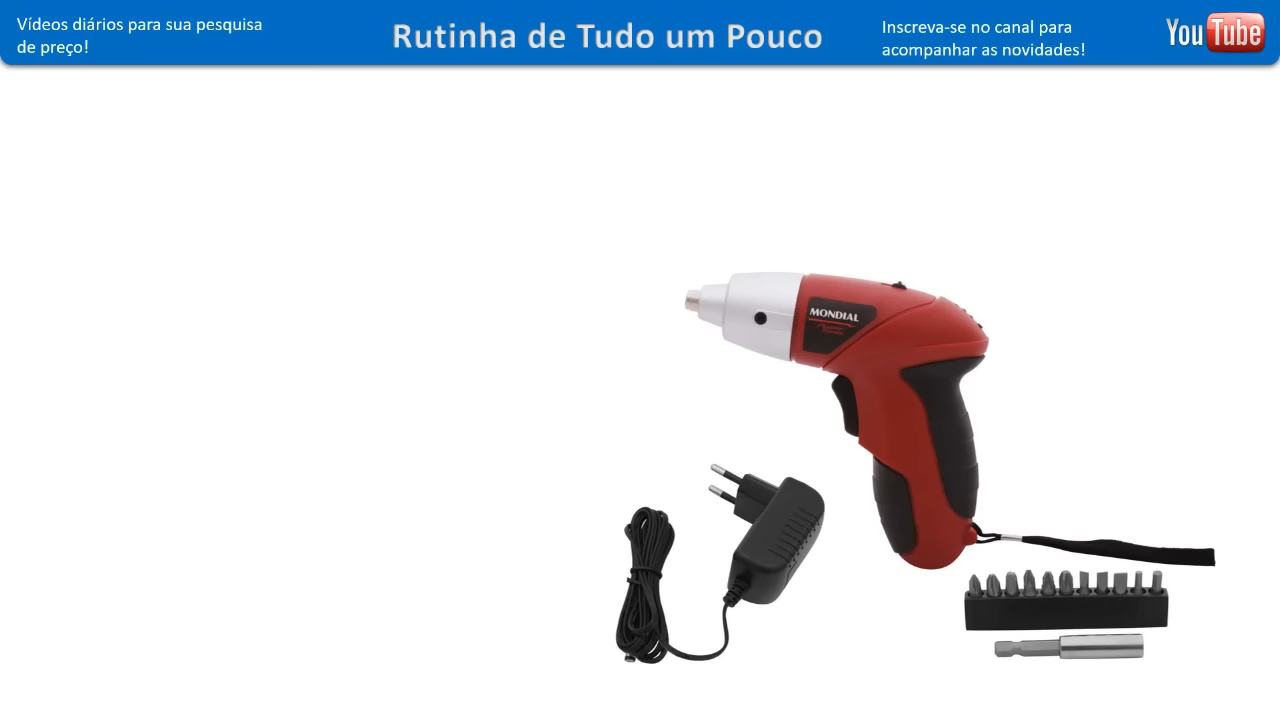 Vídeos diários para sua pesquisa
de preço!
Rutinha de Tudo um Pouco
Inscreva-se no canal para
acompanhar as novidades!
YouTube
MONDIAL